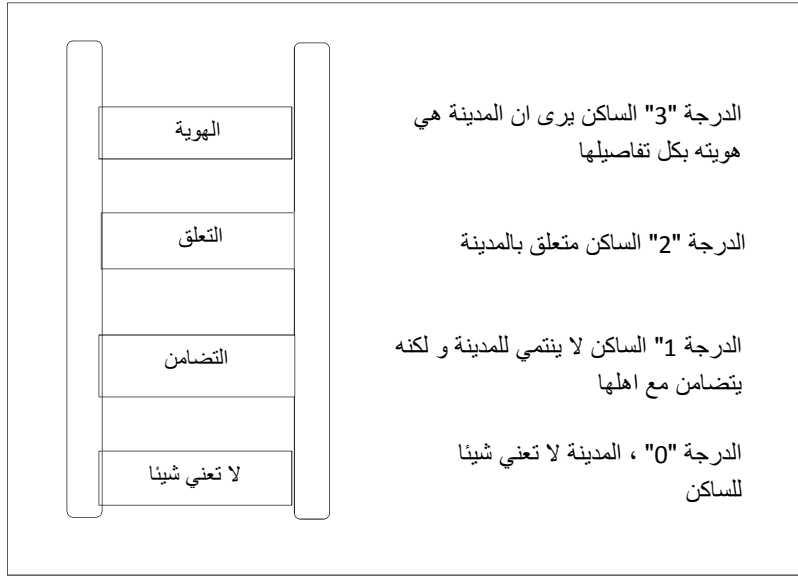 الهوية
الدرجة "3" الساكن يرى ان المدينة هي
هويته بكل تفاصيلها
التعلق
الدرجة "2" الساكن متعلق بالمدينة
التضامن
الدرجة 1" الساكن لا ينتمي للمدينة و لكنه
يتضامن مع اهلها
لا تعني شيئا
الدرجة "0" ، المدينة لا تعني شيئا
للساكن